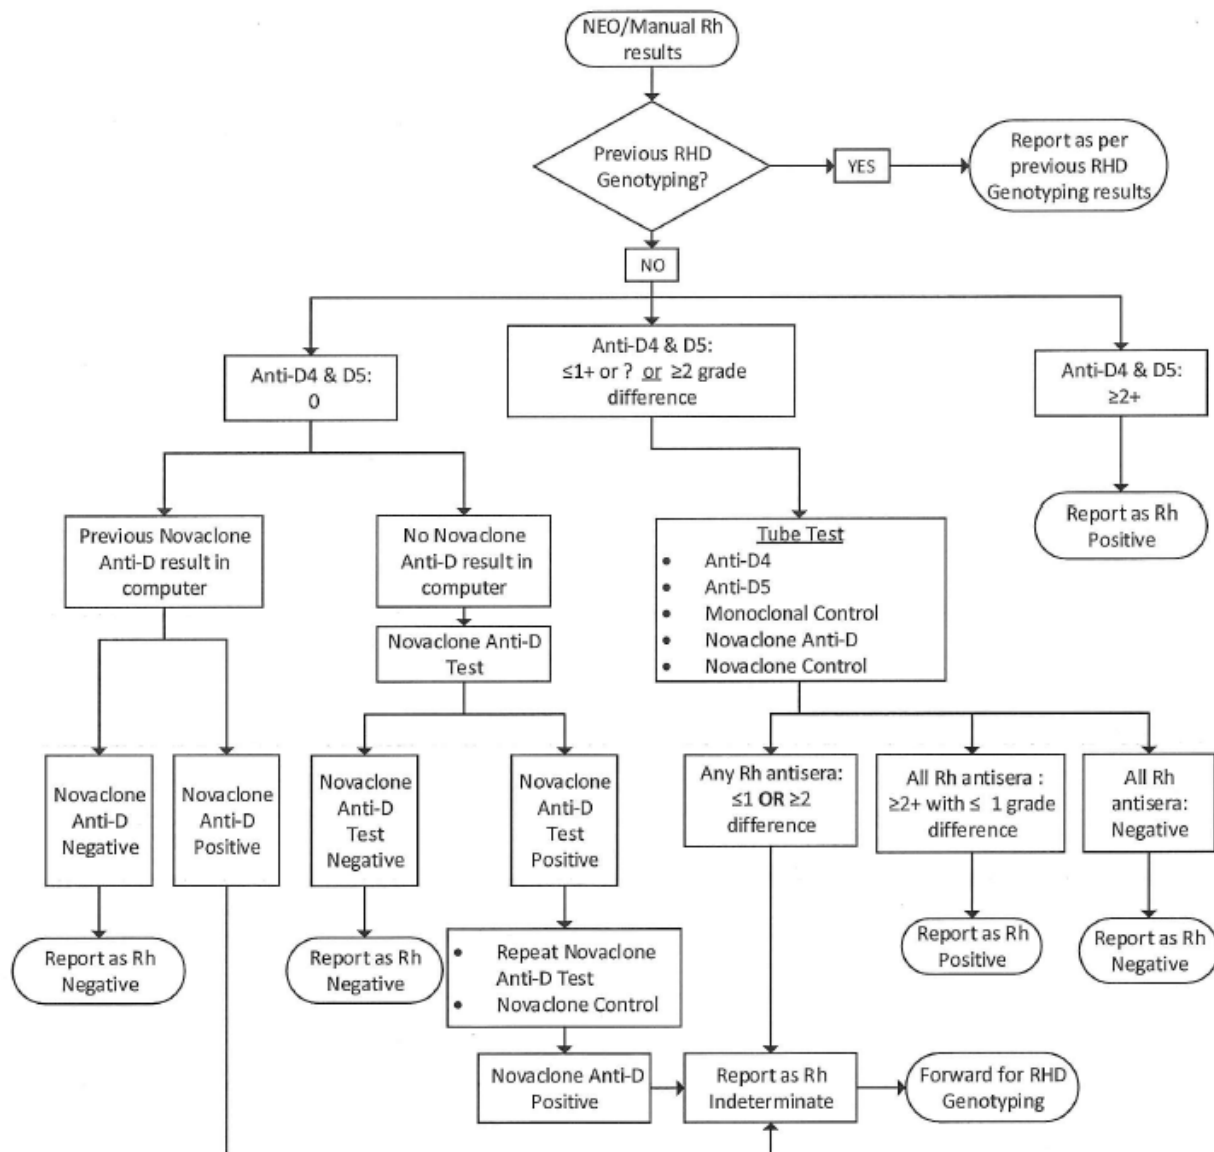 NEO/Manual Rh
results
Previous RHD
Genotyping?
YES
Report as per
previous RHD
Genotyping results
NO
Anti-D4 & D5:
0
Anti-D4 & D5:
≤1+ or ? or ≥2 grade
difference
Anti-D4 & D5:
≥2+
Report as Rh
Positive
Previous Novaclone
Anti-D result in
computer
No Novaclone
Anti-D result in
computer
Tube Test
• Anti-D4
• Anti-D5
• Monoclonal Control
• Novaclone Anti-D
• Novaclone Control
Novaclone Anti-D
Test
Novaclone
Anti-D
Negative
Novaclone
Anti-D
Positive
Novaclone
Anti-D
Test
Negative
Novaclone
Anti-D
Test
Positive
Any Rh antisera:
≤1 OR ≥2
difference
All Rh antisera :
≥2+ with ≤ 1 grade
difference
All Rh
antisera:
Negative
Report as Rh
Negative
Report as Rh
Negative
• Repeat Novaclone
Anti-D Test
• Novaclone Control
Report as Rh
Positive
Report as Rh
Negative
Novaclone Anti-D
Positive
Report as Rh
Indeterminate
Forward for RHD
Genotyping